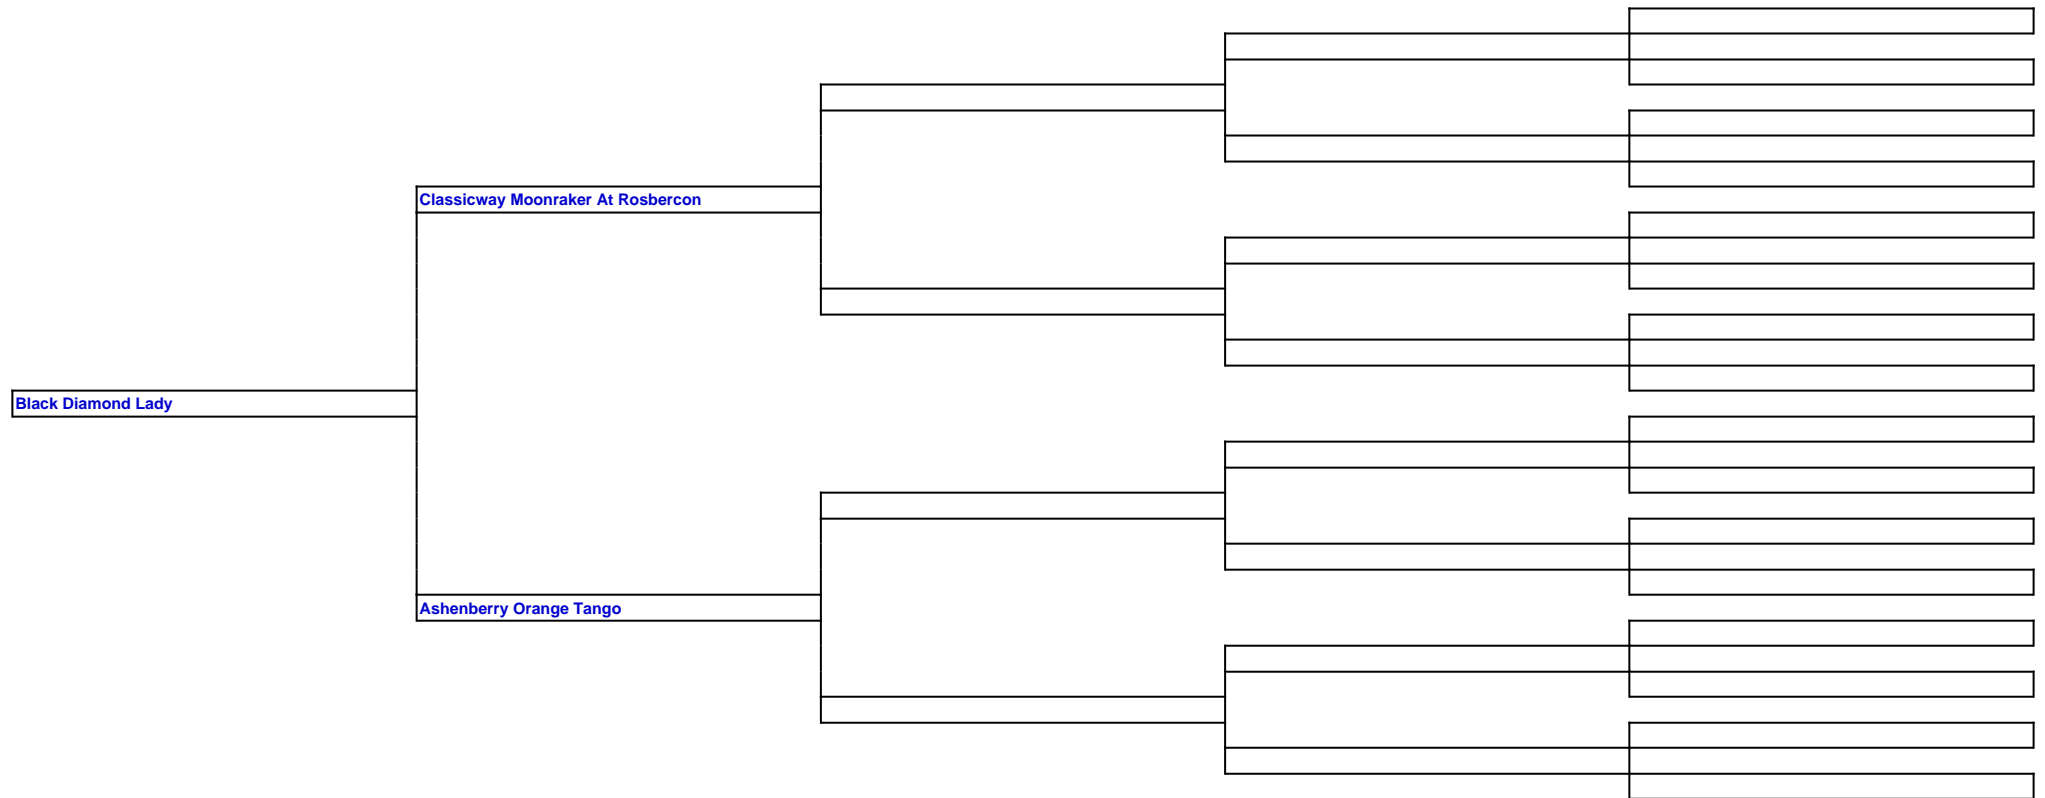 Classicway Moonraker At Rosbercon
Black Diamond Lady
Ashenberry Orange Tango